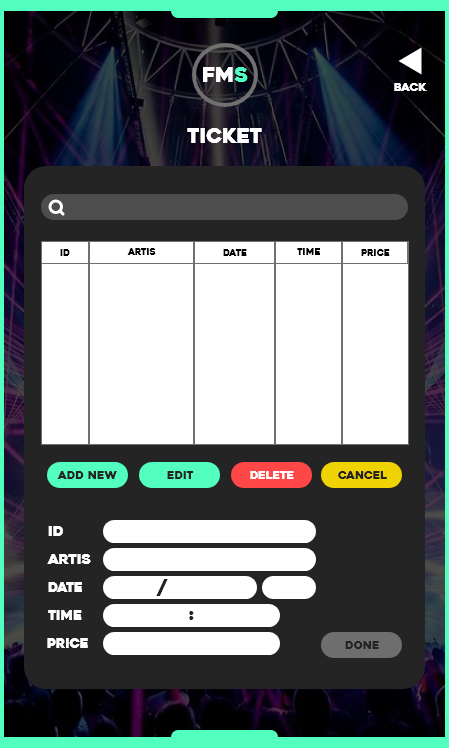 FMS
BACK
TICKET
ID ARTIS DATE TIME PRICE
ADD NEW EDIT DELETE CANCEL
ID
ARTIS
DATE /
TIME :
PRICE
DONE